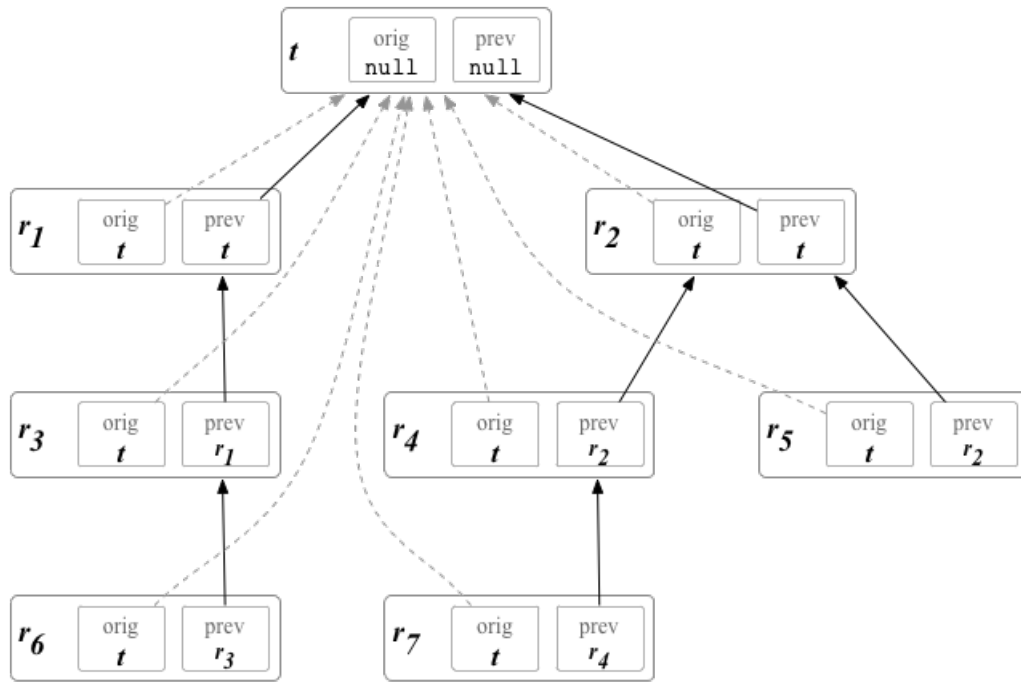 t
orig
null
prev
null
r1
orig
t
prev
t
r2
orig
t
prev
t
r3
orig
t
prev
r1
r4
orig
t
prev
r2
r5
orig
t
prev
r2
r6
orig
t
prev
r3
r7
orig
t
prev
r4